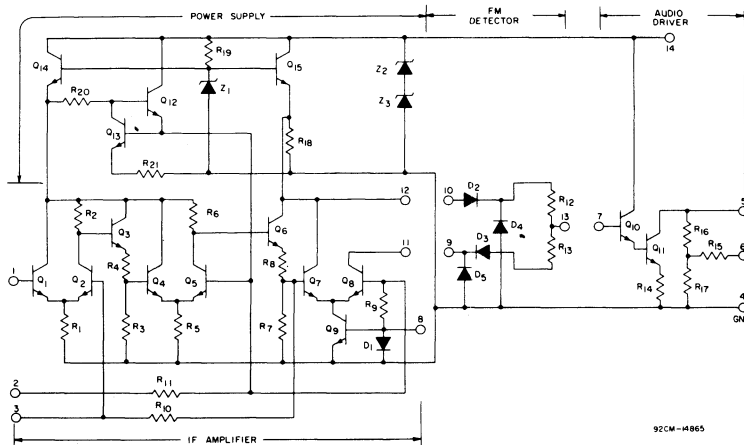 POWER SUPPLY
FM
DETECTOR
AUDIO
DRIVER
14
R19
Q14
Q15
Z2
Z1
Q12
R20
Z3
Q13
R18
R21
12
10
D2
R12
5
R2
R6
13
7
Q10
R16
Q3
Q6
D4
11
R15
6
Q11
9
D3
R13
R4
R8
1
Q1
Q2
Q4
Q5
Q7
Q8
D5
R14
R17
R9
4
GND
R1
R3
R5
R7
Q9
8
D1
2
R11
3
R10
IF AMPLIFIER
92CM-14865